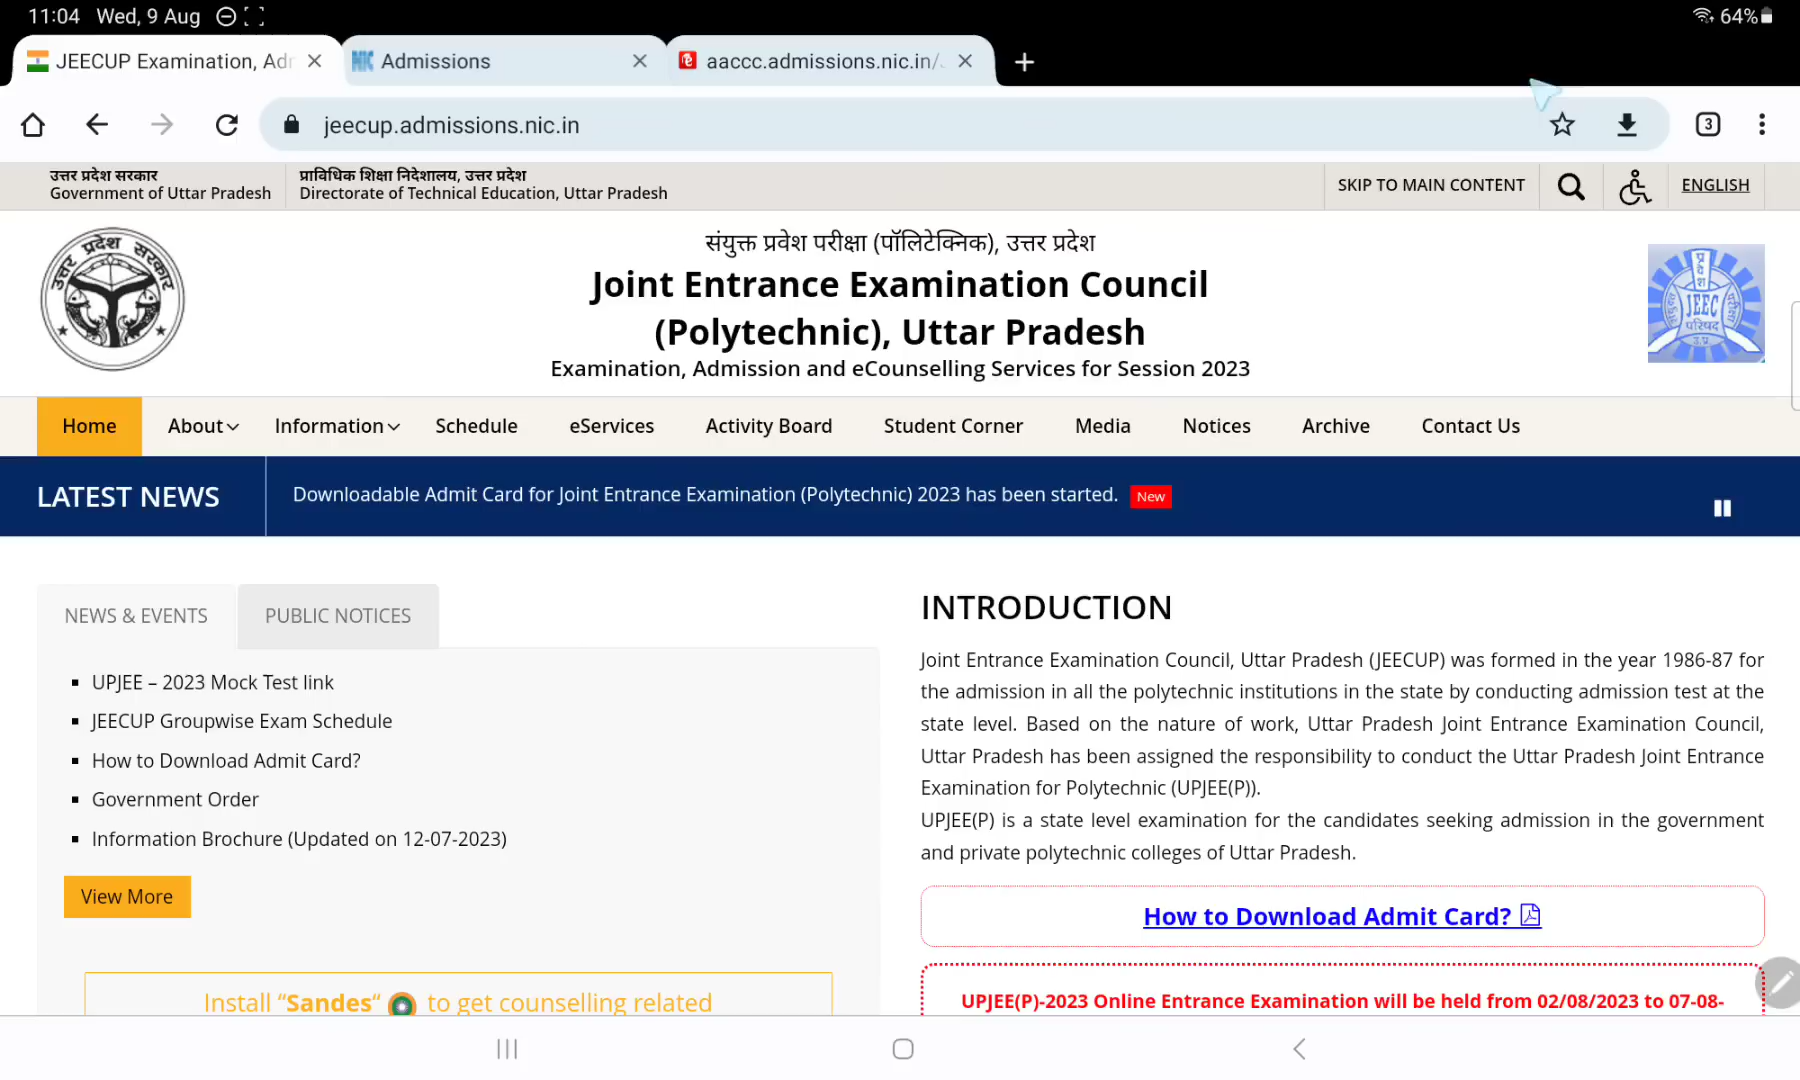 11:04 Wed, 9 Aug
64%
JEECUP Examination, Adr
Admissions
aaccc.admissions.nic.in/
jeecup.admissions.nic.in
3
उत्तर प्रदेश सरकार
Government of Uttar Pradesh
प्राविधिक शिक्षा निदेशालय, उत्तर प्रदेश
Directorate of Technical Education, Uttar Pradesh
SKIP TO MAIN CONTENT
ENGLISH
उत्तर प्रदेश सरकार
संयुक्त प्रवेश परीक्षा (पॉलिटेक्निक), उत्तर प्रदेश
Joint Entrance Examination Council
(Polytechnic), Uttar Pradesh
Examination, Admission and eCounselling Services for Session 2023
JEEC
परिषद
Home About Information Schedule eServices Activity Board Student Corner Media Notices Archive Contact Us
LATEST NEWS
Downloadable Admit Card for Joint Entrance Examination (Polytechnic) 2023 has been started. New
NEWS & EVENTS
PUBLIC NOTICES
UPJEE – 2023 Mock Test link
JEECUP Groupwise Exam Schedule
How to Download Admit Card?
Government Order
Information Brochure (Updated on 12-07-2023)
View More
Install “Sandes“ to get counselling related
INTRODUCTION
Joint Entrance Examination Council, Uttar Pradesh (JEECUP) was formed in the year 1986-87 for
the admission in all the polytechnic institutions in the state by conducting admission test at the
state level. Based on the nature of work, Uttar Pradesh Joint Entrance Examination Council,
Uttar Pradesh has been assigned the responsibility to conduct the Uttar Pradesh Joint Entrance
Examination for Polytechnic (UPJEE(P)).
UPJEE(P) is a state level examination for the candidates seeking admission in the government
and private polytechnic colleges of Uttar Pradesh.
How to Download Admit Card?
UPJEE(P)-2023 Online Entrance Examination will be held from 02/08/2023 to 07-08-